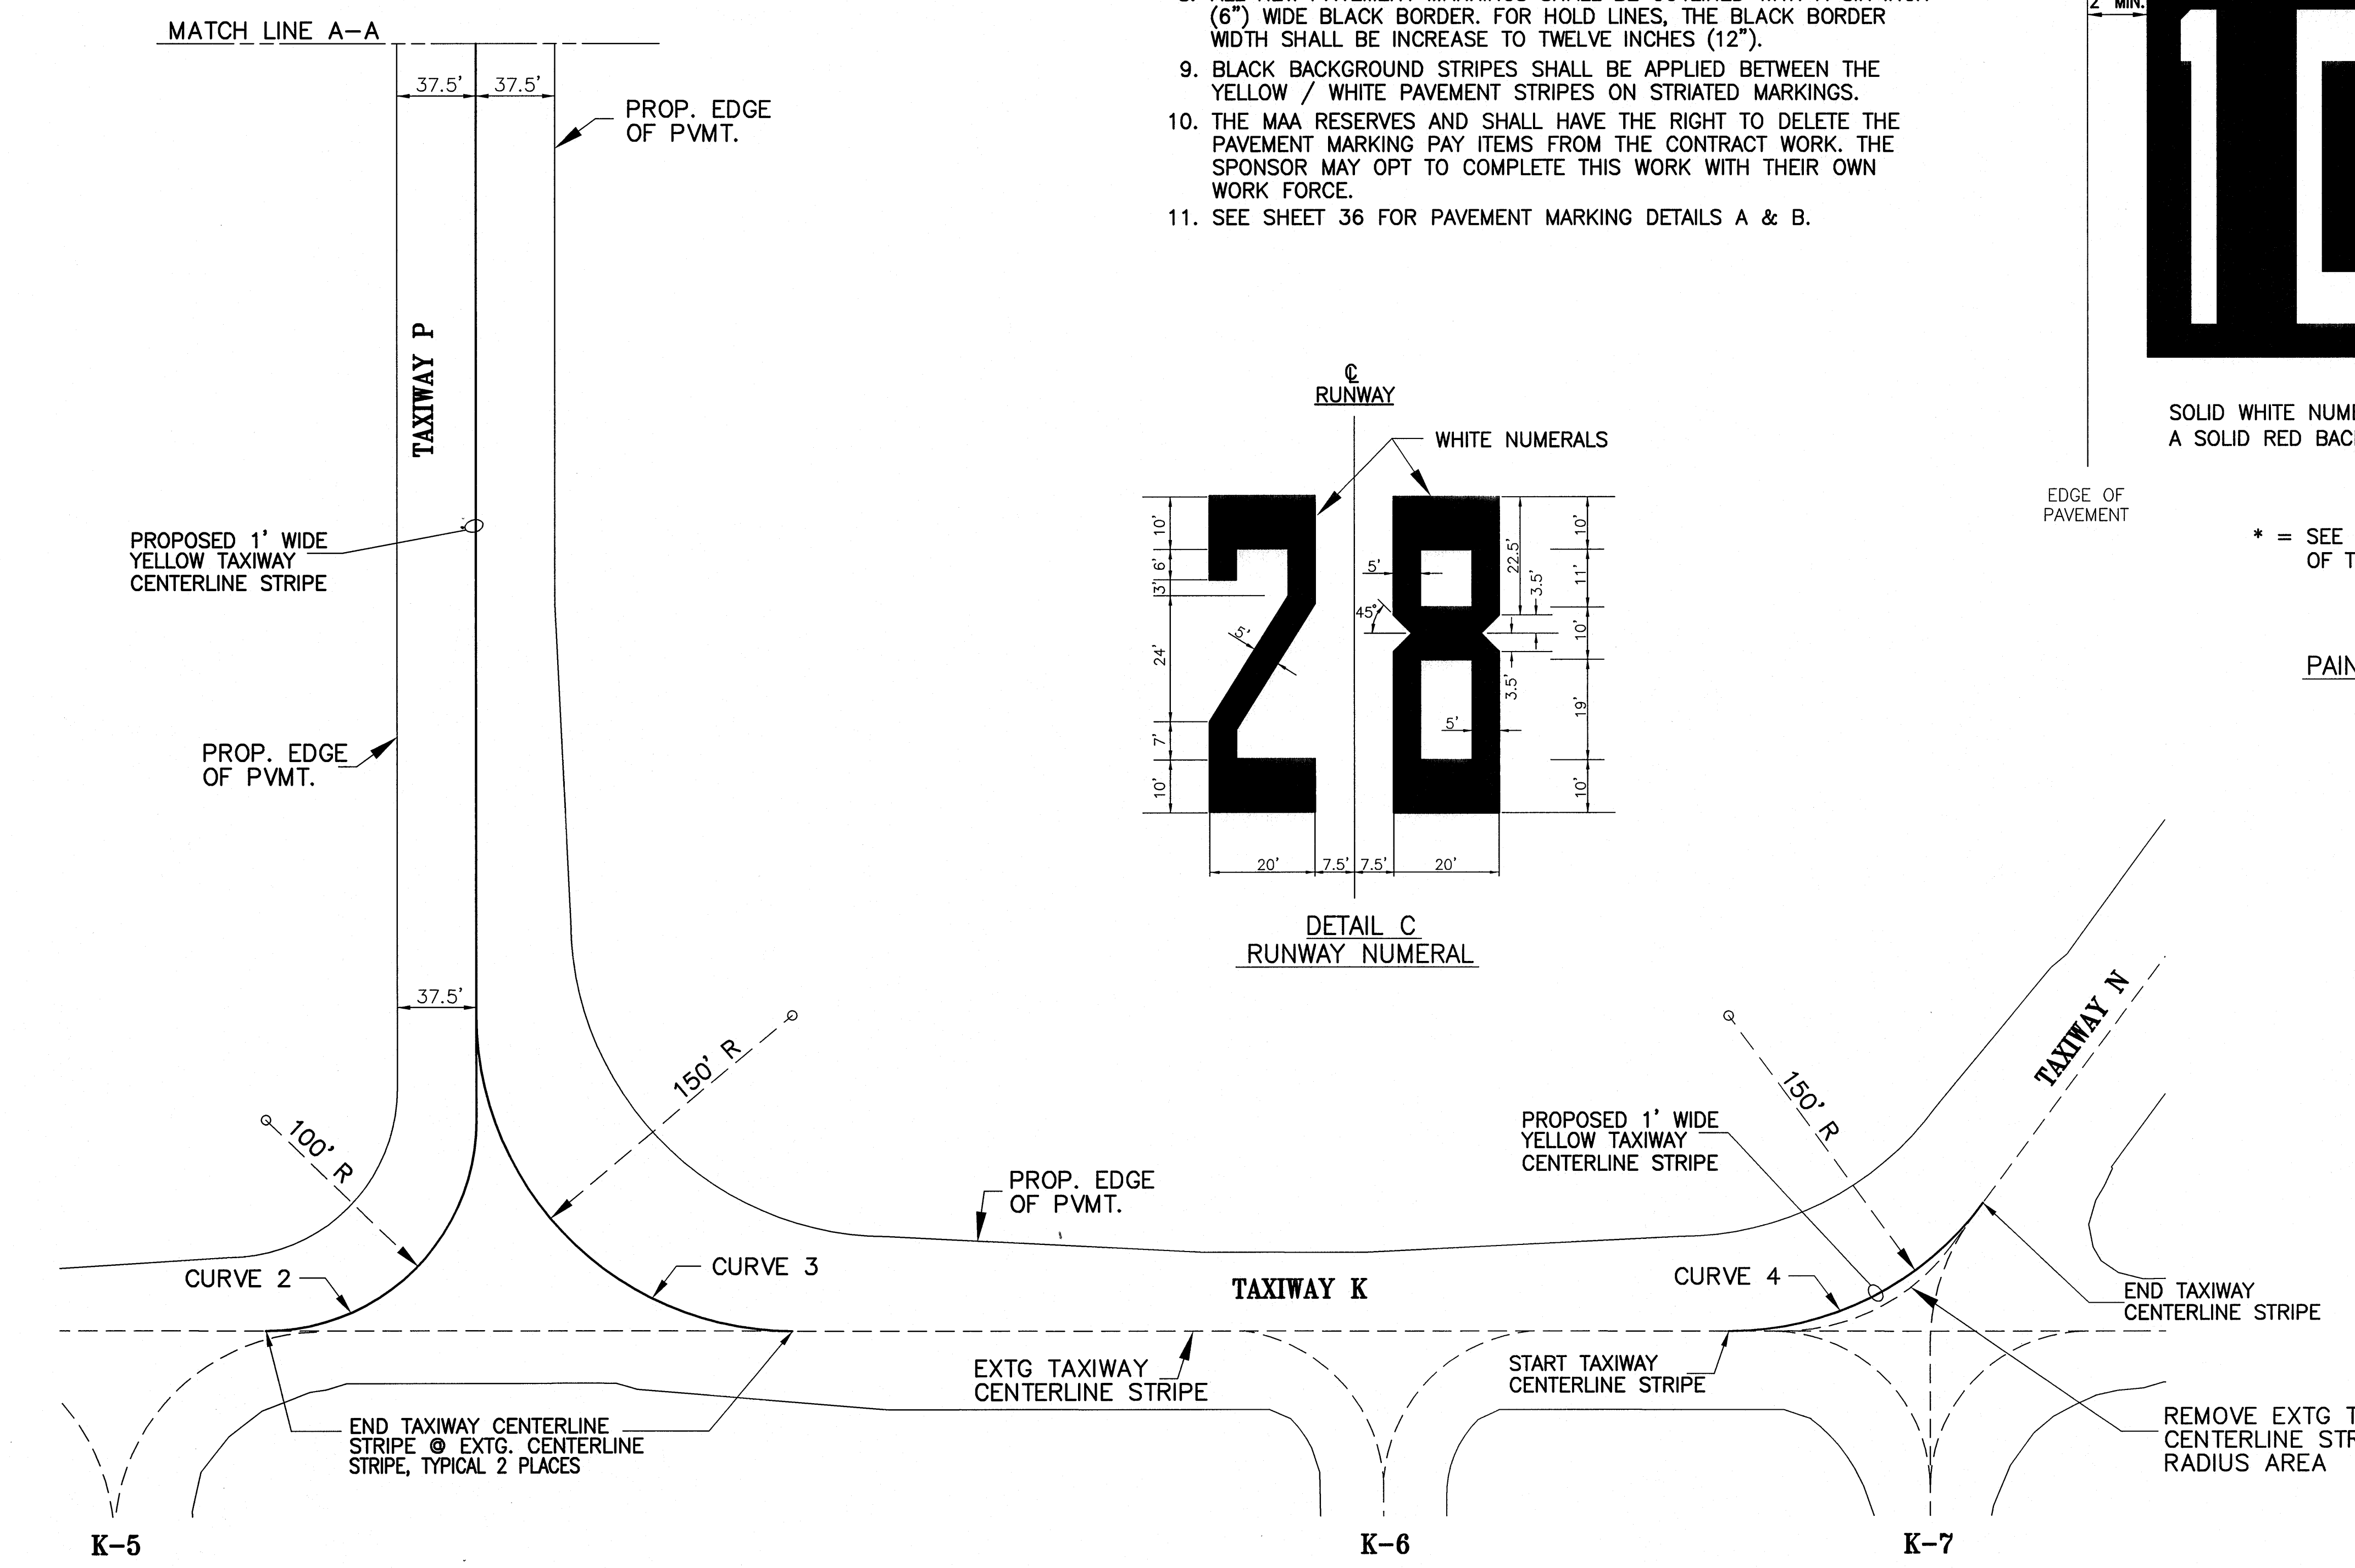 MATCH LINE A-A
37.5'
37.5'
PROP. EDGE
OF PVMT.
TAXIWAY P
PROPOSED 1' WIDE
YELLOW TAXIWAY
CENTERLINE STRIPE
PROP. EDGE
OF PVMT.
37.5'
100' R
150' R
CURVE 2
CURVE 3
END TAXIWAY CENTERLINE
STRIPE @ EXTG. CENTERLINE
STRIPE, TYPICAL 2 PLACES
K-5
(6") WIDE BLACK BORDER. FOR HOLD LINES, THE BLACK BORDER
WIDTH SHALL BE INCREASE TO TWELVE INCHES (12").
9. BLACK BACKGROUND STRIPES SHALL BE APPLIED BETWEEN THE
YELLOW / WHITE PAVEMENT STRIPES ON STRIATED MARKINGS.
10. THE MAA RESERVES AND SHALL HAVE THE RIGHT TO DELETE THE
PAVEMENT MARKING PAY ITEMS FROM THE CONTRACT WORK. THE
SPONSOR MAY OPT TO COMPLETE THIS WORK WITH THEIR OWN
WORK FORCE.
11. SEE SHEET 36 FOR PAVEMENT MARKING DETAILS A & B.
℄
RUNWAY
WHITE NUMERALS
28
10'
6'
3'
24'
7'
10'
5'
5'
45°
22.5'
3.5'
3.5'
5'
10'
11'
10'
19'
10'
20'
7.5'
7.5'
20'
DETAIL C
RUNWAY NUMERAL
PROP. EDGE
OF PVMT.
TAXIWAY K
EXTG TAXIWAY
CENTERLINE STRIPE
K-6
PROPOSED 1' WIDE
YELLOW TAXIWAY
CENTERLINE STRIPE
150' R
CURVE 4
START TAXIWAY
CENTERLINE STRIPE
TAXIWAY N
END TAXIWAY
CENTERLINE STRIPE
REMOVE EXTG T
CENTERLINE STR
RADIUS AREA
K-7
2' MIN.
1
SOLID WHITE NUM
A SOLID RED BAC
EDGE OF
PAVEMENT
* = SEE
OF T
PAIN